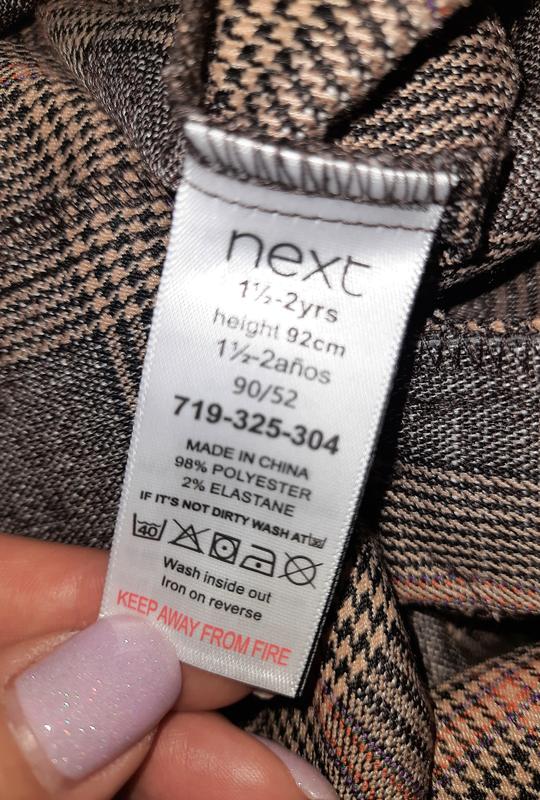 next
1½-2yrs
height 92cm
1½-2años
90/52
719-325-304
MADE IN CHINA
98% POLYESTER
2% ELASTANE
IF IT'S NOT DIRTY WASH AT
40
Wash inside out
Iron on reverse
KEEP AWAY FROM FIRE